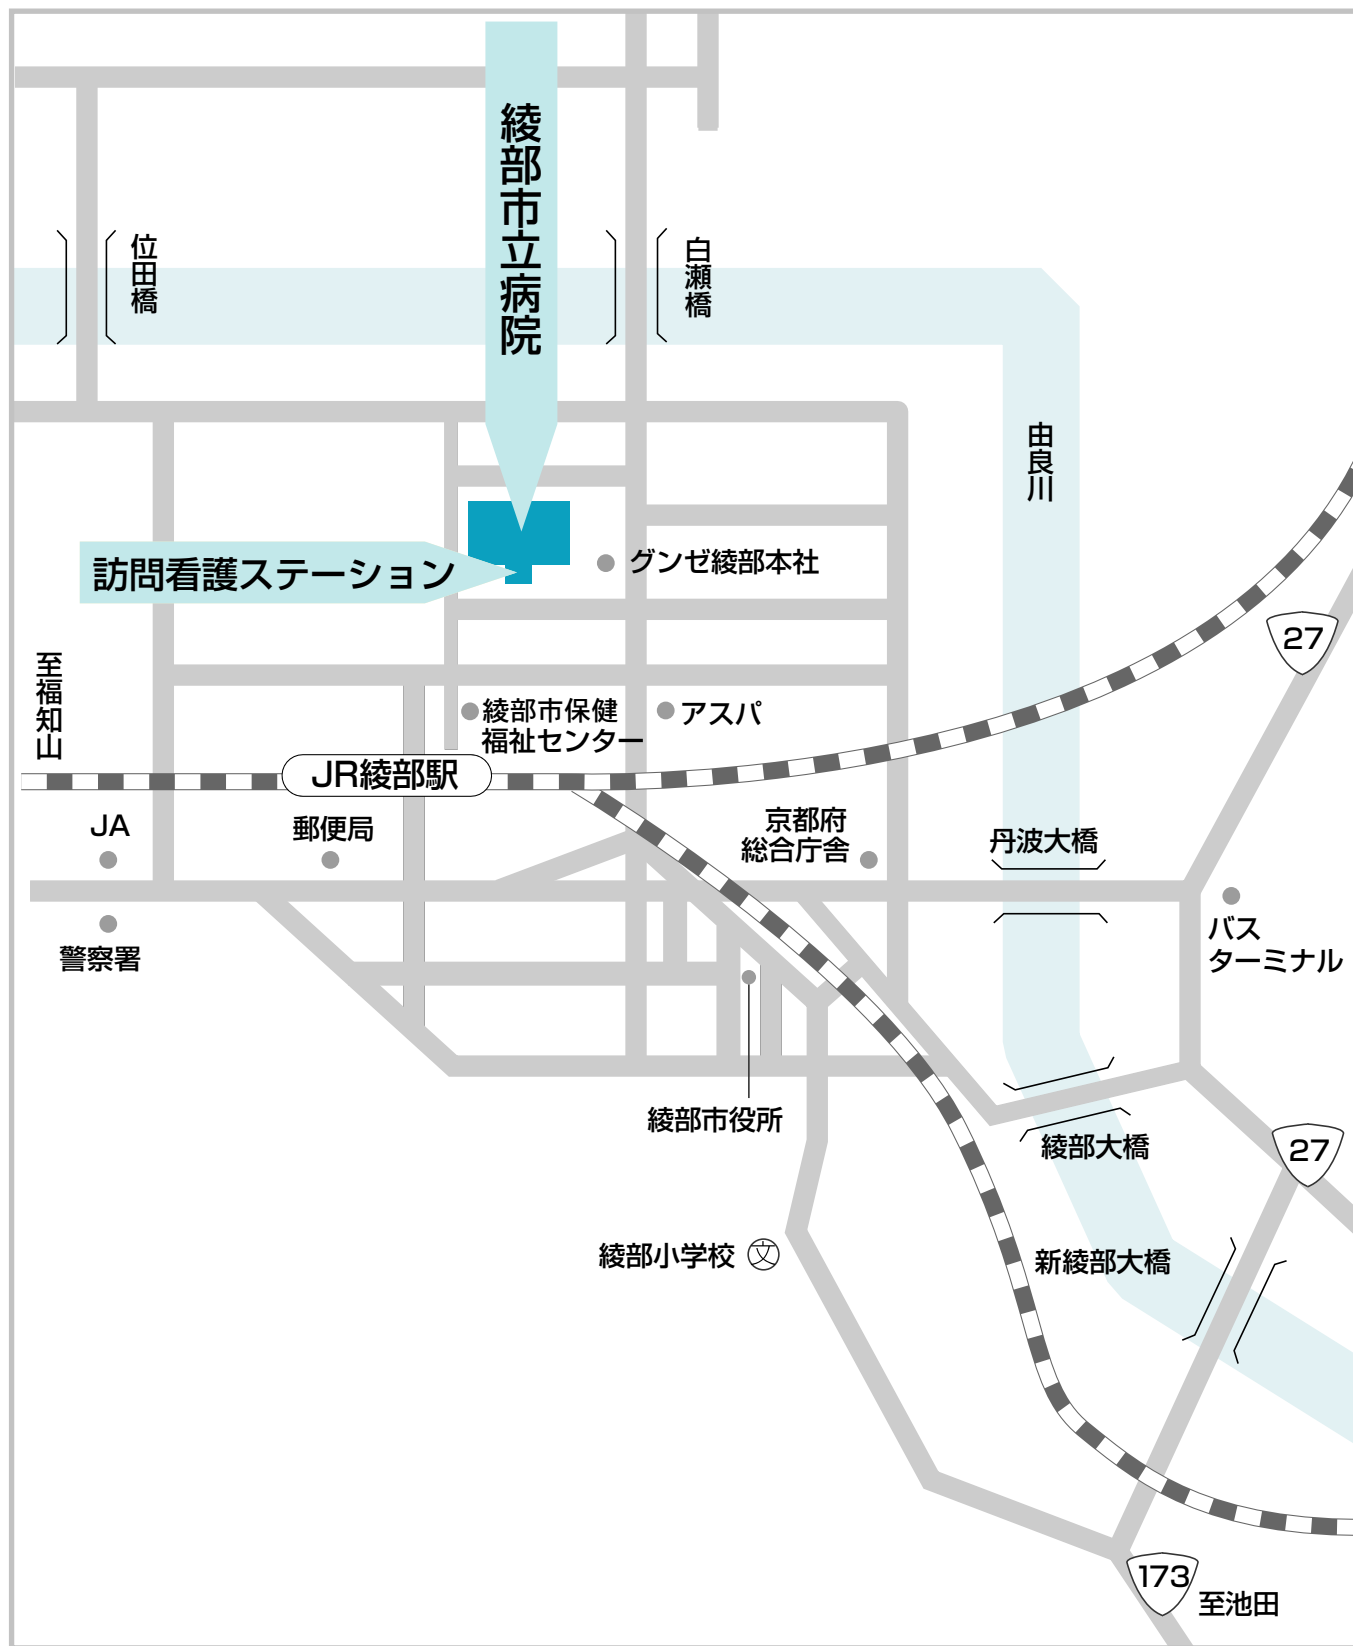 綾部市立病院
位田橋
白瀬橋
由良川
グンゼ綾部本社
訪問看護ステーション
27
至福知山
綾部市保健
福祉センター
アスパ
JR綾部駅
JA
郵便局
京都府
総合庁舎
丹波大橋
警察署
バス
ターミナル
綾部市役所
綾部大橋
27
綾部小学校
文
新綾部大橋
173
至池田